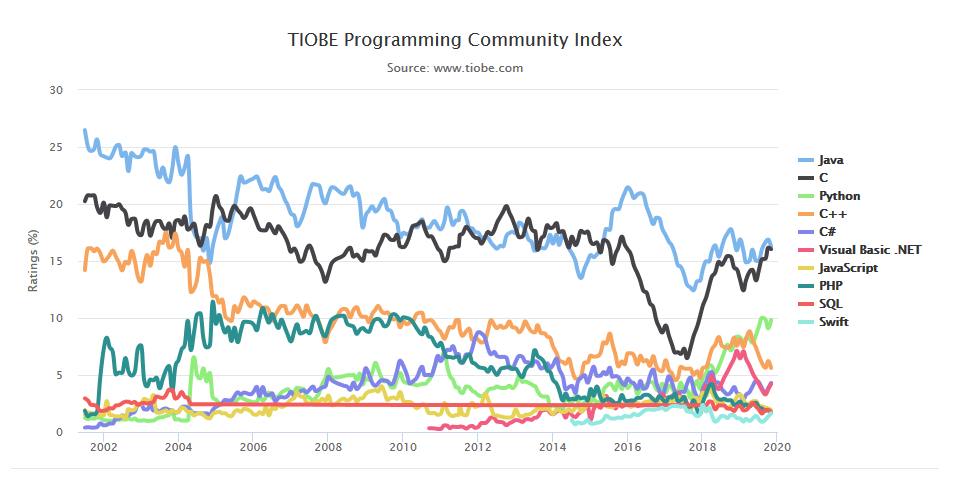 TIOBE Programming Community Index
Source: www.tiobe.com
Ratings (%)
30
25
20
15
10
5
0
2002 2004 2006 2008 2010 2012 2014 2016 2018 2020
Java
C
Python
C++
C#
Visual Basic .NET
JavaScript
PHP
SQL
Swift